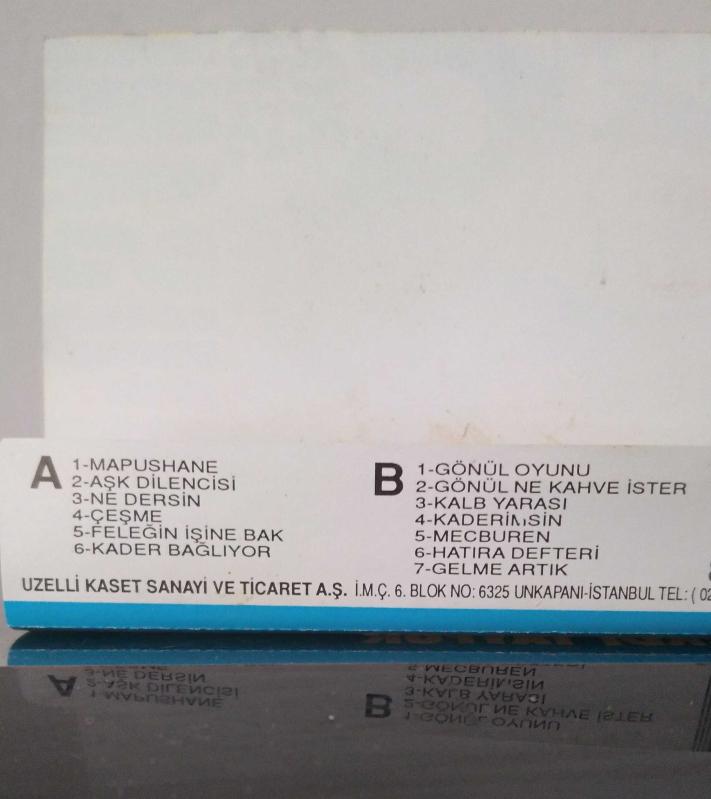 A
1-MAPUSHANE
2-AŞK DİLENCİSİ
3-NE DERSİN
4-ÇEŞME
5-FELEĞİN İŞİNE BAK
6-KADER BAĞLIYOR
B
1-GÖNÜL OYUNU
2-GÖNÜL NE KAHVE İSTER
3-KALB YARASI
4-KADERİMSİN
5-MECBUREN
6-HATIRA DEFTERİ
7-GELME ARTIK
UZELLİ KASET SANAYİ VE TİCARET A.Ş. İ.M.Ç. 6. BLOK NO: 6325 UNKAPANI-İSTANBUL TEL: ( 02